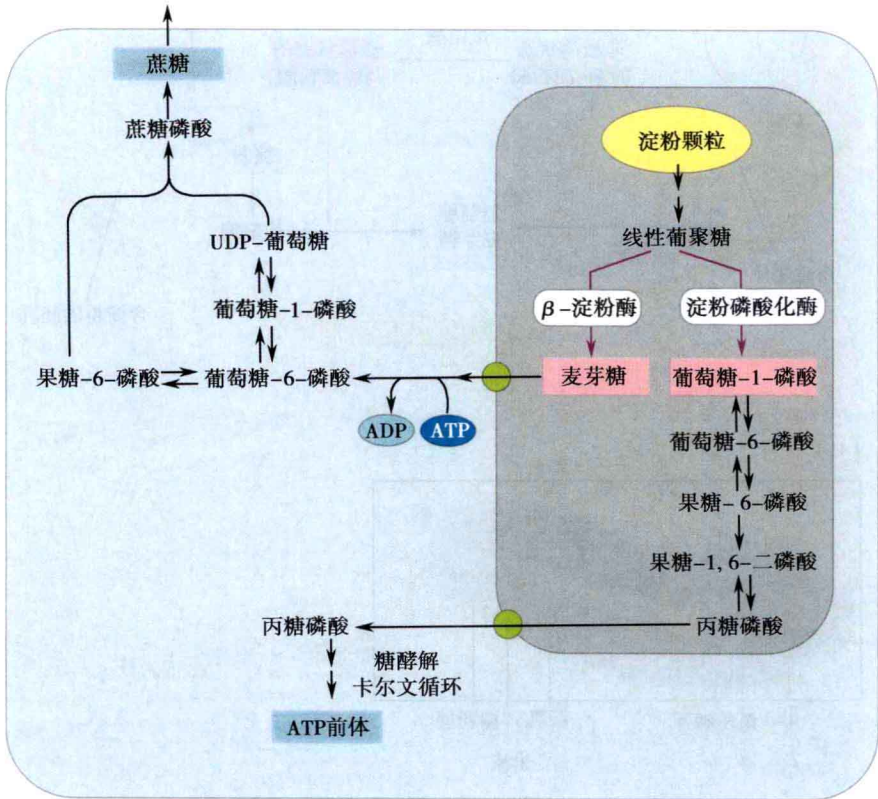 蔗糖
蔗糖磷酸
UDP-葡萄糖
葡萄糖-1-磷酸
果糖-6-磷酸
葡萄糖-6-磷酸
ADP
ATP
淀粉颗粒
线性葡聚糖
β-淀粉酶
淀粉磷酸化酶
麦芽糖
葡萄糖-1-磷酸
葡萄糖-6-磷酸
果糖-6-磷酸
果糖-1,6-二磷酸
丙糖磷酸
丙糖磷酸
糖酵解
卡尔文循环
ATP前体